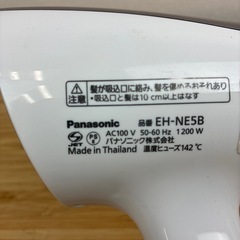 注意
髪が吸込口に絡み、髪を傷めるおそれあり
・吸込口と髪は10 cm以上はなす
Panasonic 品番 EH-NE5B
AC100 V 50-60 Hz 1200 W
パナソニック株式会社
Made in Thailand 温度ヒューズ142 ℃